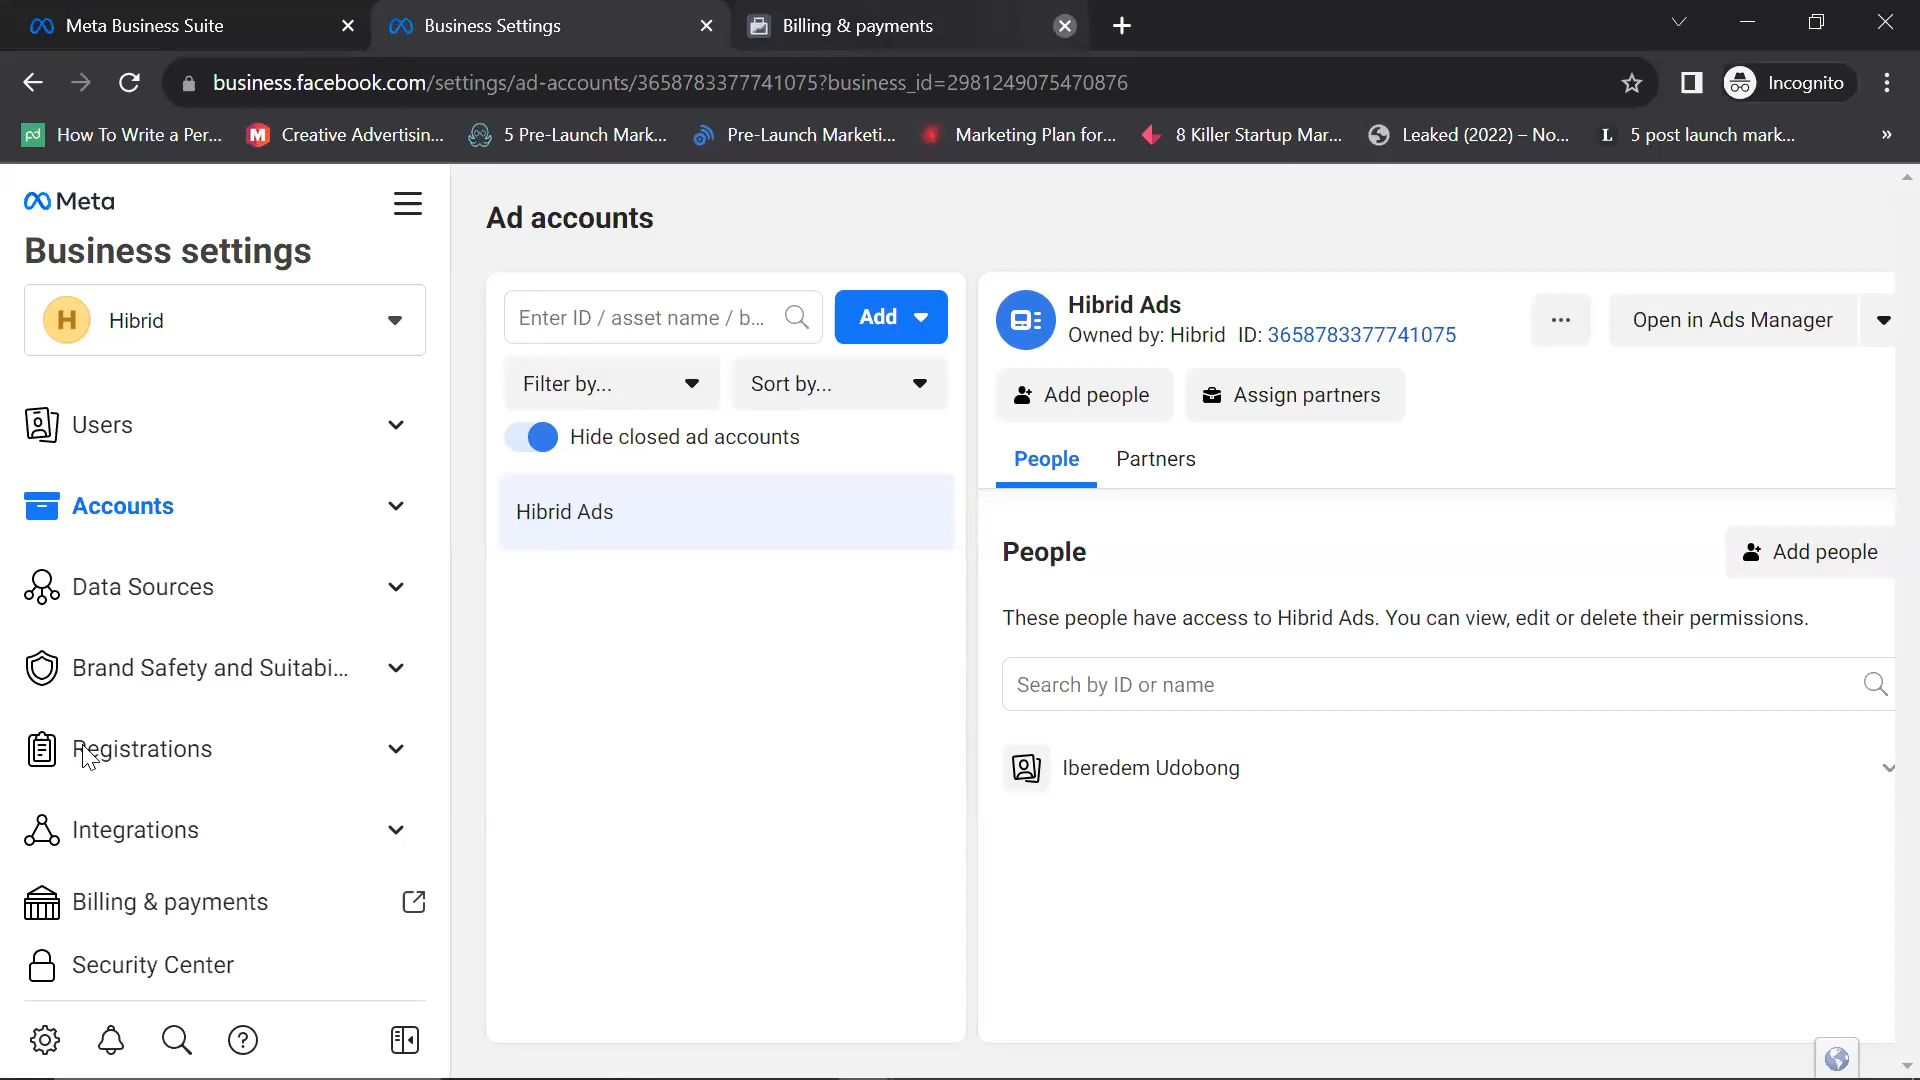 Meta Business Suite
Business Settings
Billing & payments
business.facebook.com/settings/ad-accounts/3658783377741075?business_id=2981249075470876
Incognito
pd How To Write a Per...
M Creative Advertisin...
5 Pre-Launch Mark...
Pre-Launch Marketi...
Marketing Plan for...
8 Killer Startup Mar...
Leaked (2022) – No...
L 5 post launch mark...
»
Meta
Business settings
H Hibrid
Users
Accounts
Data Sources
Brand Safety and Suitabi...
Registrations
Integrations
Billing & payments
Security Center
Ad accounts
Enter ID / asset name / b...
Add
Filter by...
Sort by...
Hide closed ad accounts
Hibrid Ads
Hibrid Ads
Owned by: Hibrid ID: 3658783377741075
Open in Ads Manager
Add people
Assign partners
People
Partners
People
Add people
These people have access to Hibrid Ads. You can view, edit or delete their permissions.
Search by ID or name
Iberedem Udobong